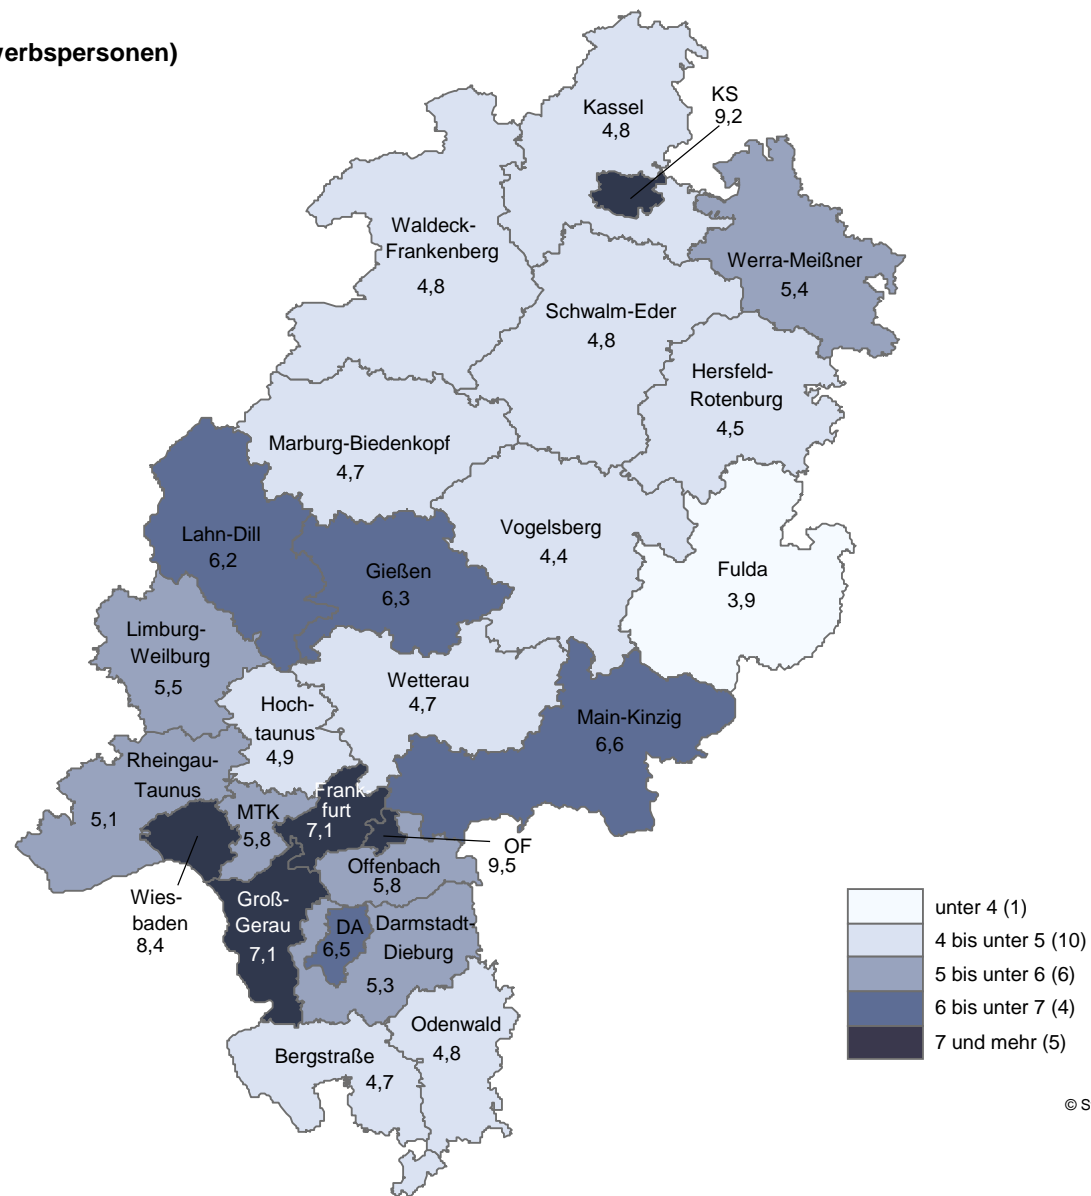 verbspersonen)
KS
9,2
Kassel
4,8
Waldeck-
Frankenberg
4,8
Werra-Meißner
5,4
Schwalm-Eder
4,8
Hersfeld-
Rotenburg
4,5
Marburg-Biedenkopf
4,7
Vogelsberg
4,4
Lahn-Dill
6,2
Gießen
6,3
Fulda
3,9
Limburg-
Weilburg
5,5
Wetterau
4,7
Hoch-
taunus
4,9
Main-Kinzig
6,6
Rheingau-
Taunus
5,1
MTK
5,8
Frank
furt
7,1
OF
9,5
Offenbach
5,8
Wies-
baden
8,4
Groß-
Gerau
7,1
DA
6,5
Darmstadt-
Dieburg
5,3
Odenwald
4,8
Bergstraße
4,7
unter 4 (1)
4 bis unter 5 (10)
5 bis unter 6 (6)
6 bis unter 7 (4)
7 und mehr (5)
© S